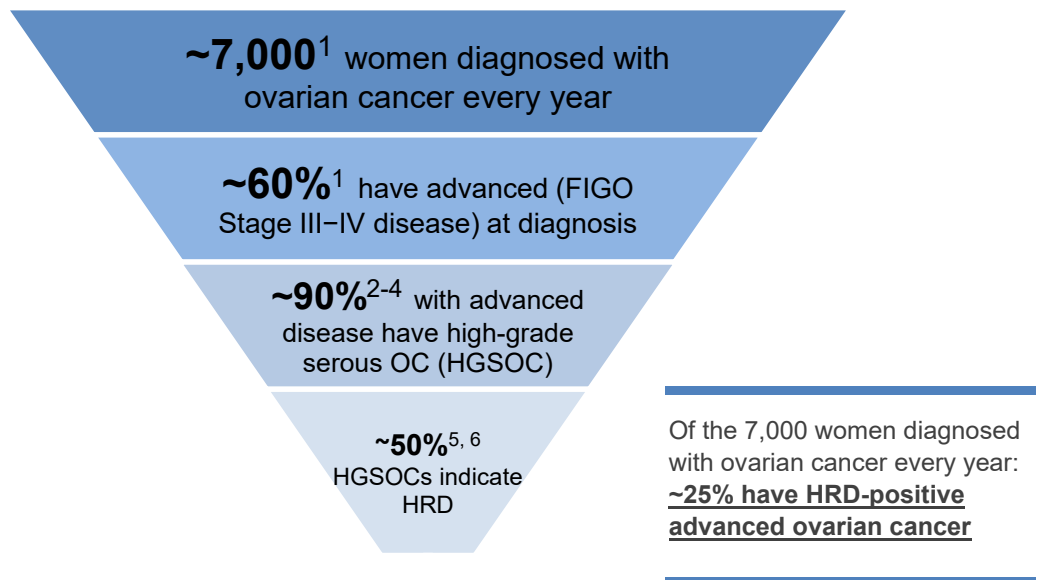 ~7,000¹ women diagnosed with
ovarian cancer every year
~60%¹ have advanced (FIGO
Stage III−IV disease) at diagnosis
~90%²⁻⁴ with advanced
disease have high-grade
serous OC (HGSOC)
~50%⁵, ⁶
HGSOCs indicate
HRD
Of the 7,000 women diagnosed
with ovarian cancer every year:
~25% have HRD-positive
advanced ovarian cancer